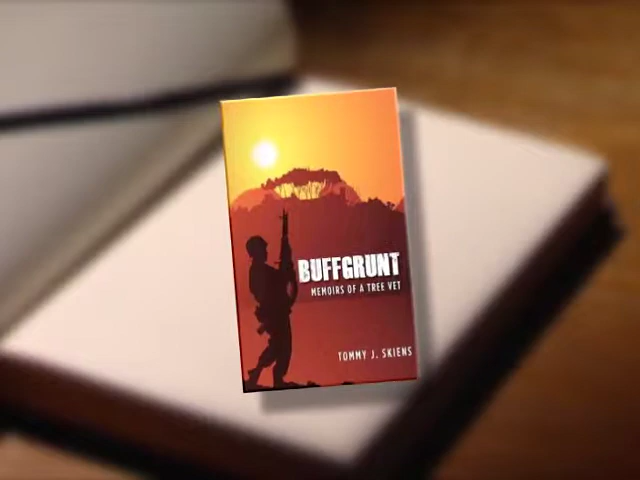 BUFFGRUNT
MEMOIRS OF A TREE VET
TOMMY J. SKIENS